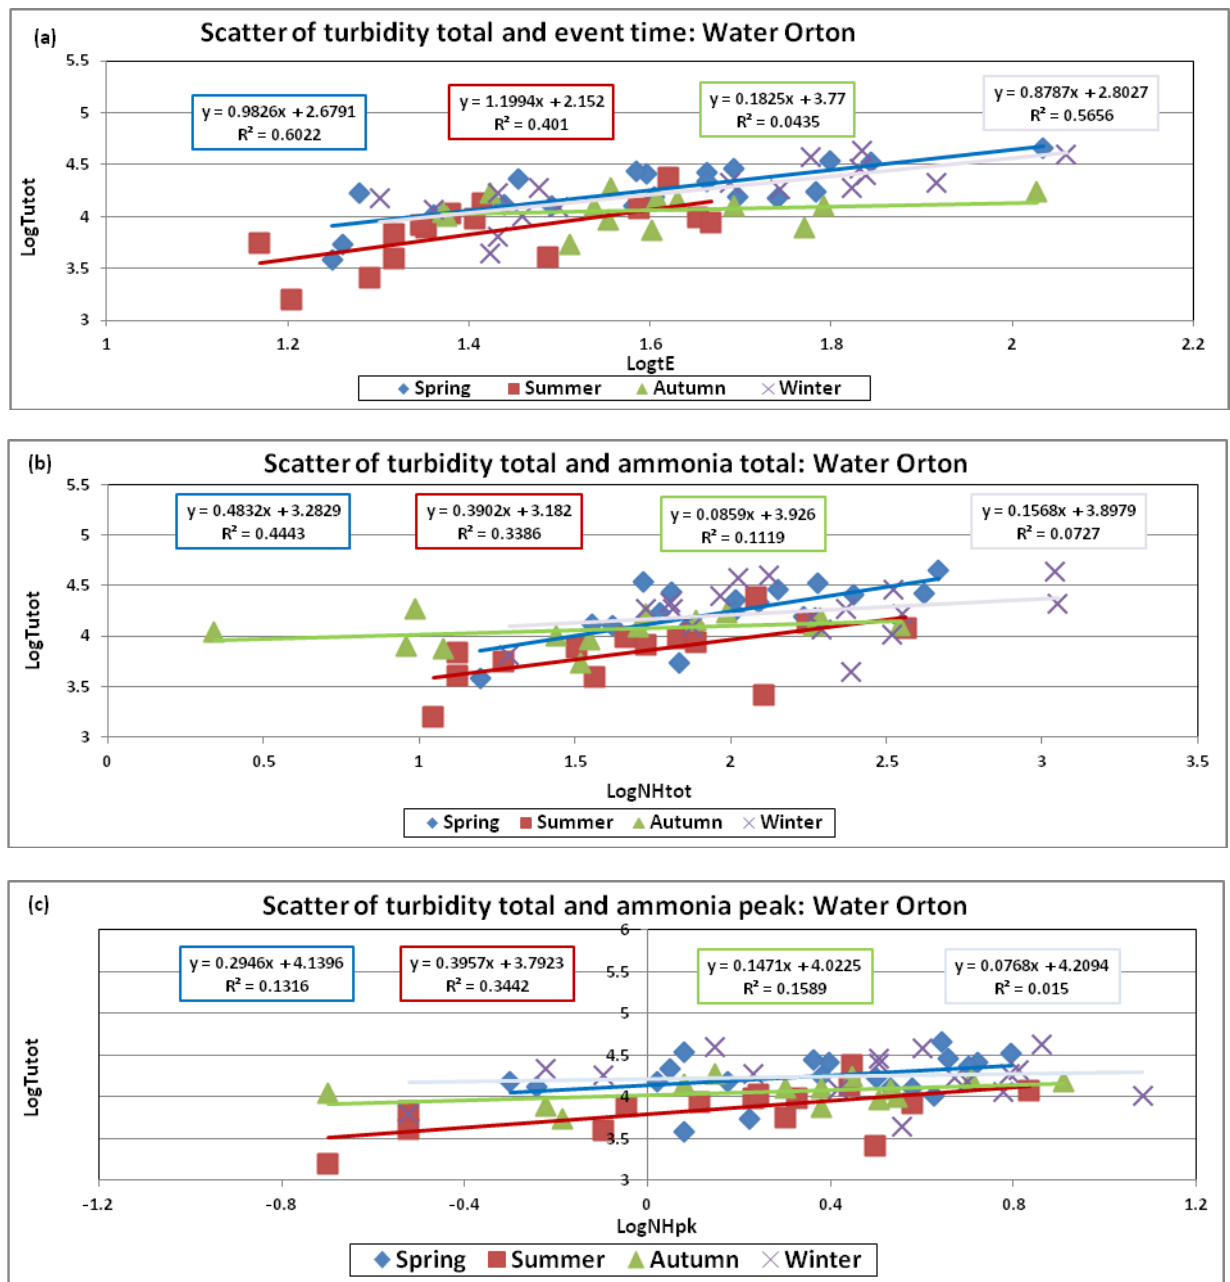 (a)
Scatter of turbidity total and event time: Water Orton
5.5
5
4.5
4
3.5
3
LogTutot
y = 0.9826x + 2.6791
R² = 0.6022
y = 1.1994x + 2.152
R² = 0.401
y = 0.1825x + 3.77
R² = 0.0435
y = 0.8787x + 2.8027
R² = 0.5656
1 1.2 1.4 1.6 1.8 2 2.2
LogtE
Spring Summer Autumn Winter
(b)
Scatter of turbidity total and ammonia total: Water Orton
5.5
5
4.5
4
3.5
3
LogTutot
y = 0.4832x + 3.2829
R² = 0.4443
y = 0.3902x + 3.182
R² = 0.3386
y = 0.0859x + 3.926
R² = 0.1119
y = 0.1568x + 3.8979
R² = 0.0727
0 0.5 1 1.5 2 2.5 3 3.5
LogNHtot
Spring Summer Autumn Winter
(c)
Scatter of turbidity total and ammonia peak: Water Orton
6
5.5
5
4.5
4
3.5
3
LogTutot
y = 0.2946x + 4.1396
R² = 0.1316
y = 0.3957x + 3.7923
R² = 0.3442
y = 0.1471x + 4.0225
R² = 0.1589
y = 0.0768x + 4.2094
R² = 0.015
-1.2 -0.8 -0.4 0 0.4 0.8 1.2
LogNHpk
Spring Summer Autumn Winter